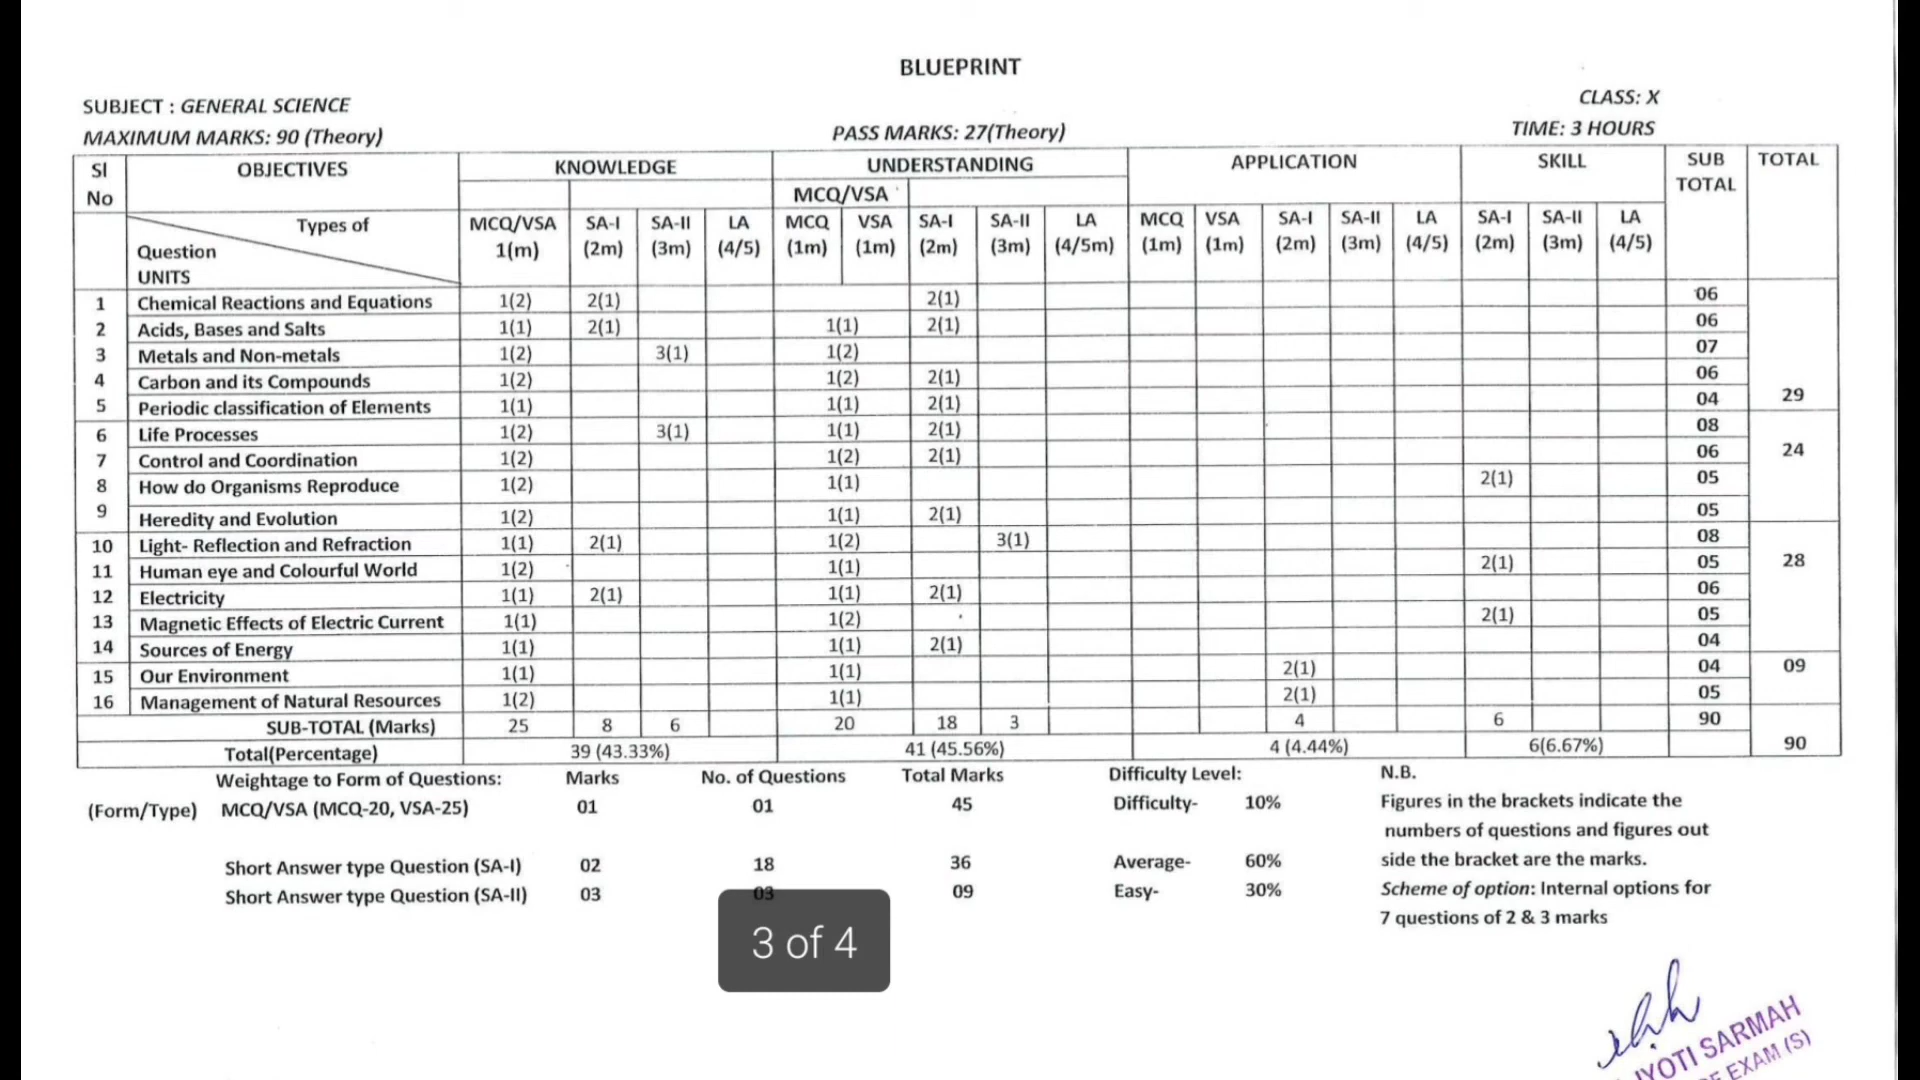 BLUEPRINT
SUBJECT : GENERAL SCIENCE
CLASS: X
MAXIMUM MARKS: 90 (Theory)
PASS MARKS: 27(Theory)
TIME: 3 HOURS
SI No OBJECTIVES KNOWLEDGE UNDERSTANDING APPLICATION SKILL SUB TOTAL TOTAL
MCQ/VSA
Types of Question UNITS MCQ/VSA 1(m) SA-I (2m) SA-II (3m) LA (4/5) MCQ (1m) VSA (1m) SA-I (2m) SA-II (3m) LA (4/5m) MCQ (1m) VSA (1m) SA-I (2m) SA-II (3m) LA (4/5) SA-I (2m) SA-II (3m) LA (4/5)
1 Chemical Reactions and Equations 1(2) 2(1) 2(1) 06
2 Acids, Bases and Salts 1(1) 2(1) 1(1) 2(1) 06
3 Metals and Non-metals 1(2) 3(1) 1(2) 07
4 Carbon and its Compounds 1(2) 1(2) 2(1) 06
5 Periodic classification of Elements 1(1) 1(1) 2(1) 04 29
6 Life Processes 1(2) 3(1) 1(1) 2(1) 08
7 Control and Coordination 1(2) 1(2) 2(1) 06 24
8 How do Organisms Reproduce 1(2) 1(1) 2(1) 05
9 Heredity and Evolution 1(2) 1(1) 2(1) 05
10 Light- Reflection and Refraction 1(1) 2(1) 1(2) 3(1) 08
11 Human eye and Colourful World 1(2) 1(1) 2(1) 05 28
12 Electricity 1(1) 2(1) 1(1) 2(1) 06
13 Magnetic Effects of Electric Current 1(1) 1(2) 2(1) 05
14 Sources of Energy 1(1) 1(1) 2(1) 04
15 Our Environment 1(1) 1(1) 2(1) 04 09
16 Management of Natural Resources 1(2) 1(1) 2(1) 05
SUB-TOTAL (Marks) 25 8 6 20 18 3 4 6 90
Total(Percentage) 39 (43.33%) 41 (45.56%) 4 (4.44%) 6(6.67%) 90
Weightage to Form of Questions: Marks No. of Questions Total Marks Difficulty Level: N.B.
(Form/Type) MCQ/VSA (MCQ-20, VSA-25) 01 01 45 Difficulty- 10% Figures in the brackets indicate the
numbers of questions and figures out
Short Answer type Question (SA-I) 02 18 36 Average- 60% side the bracket are the marks.
Short Answer type Question (SA-II) 03 03 09 Easy- 30% Scheme of option: Internal options for
7 questions of 2 & 3 marks
3 of 4
JYOTI SARMAH
EXAM (S)